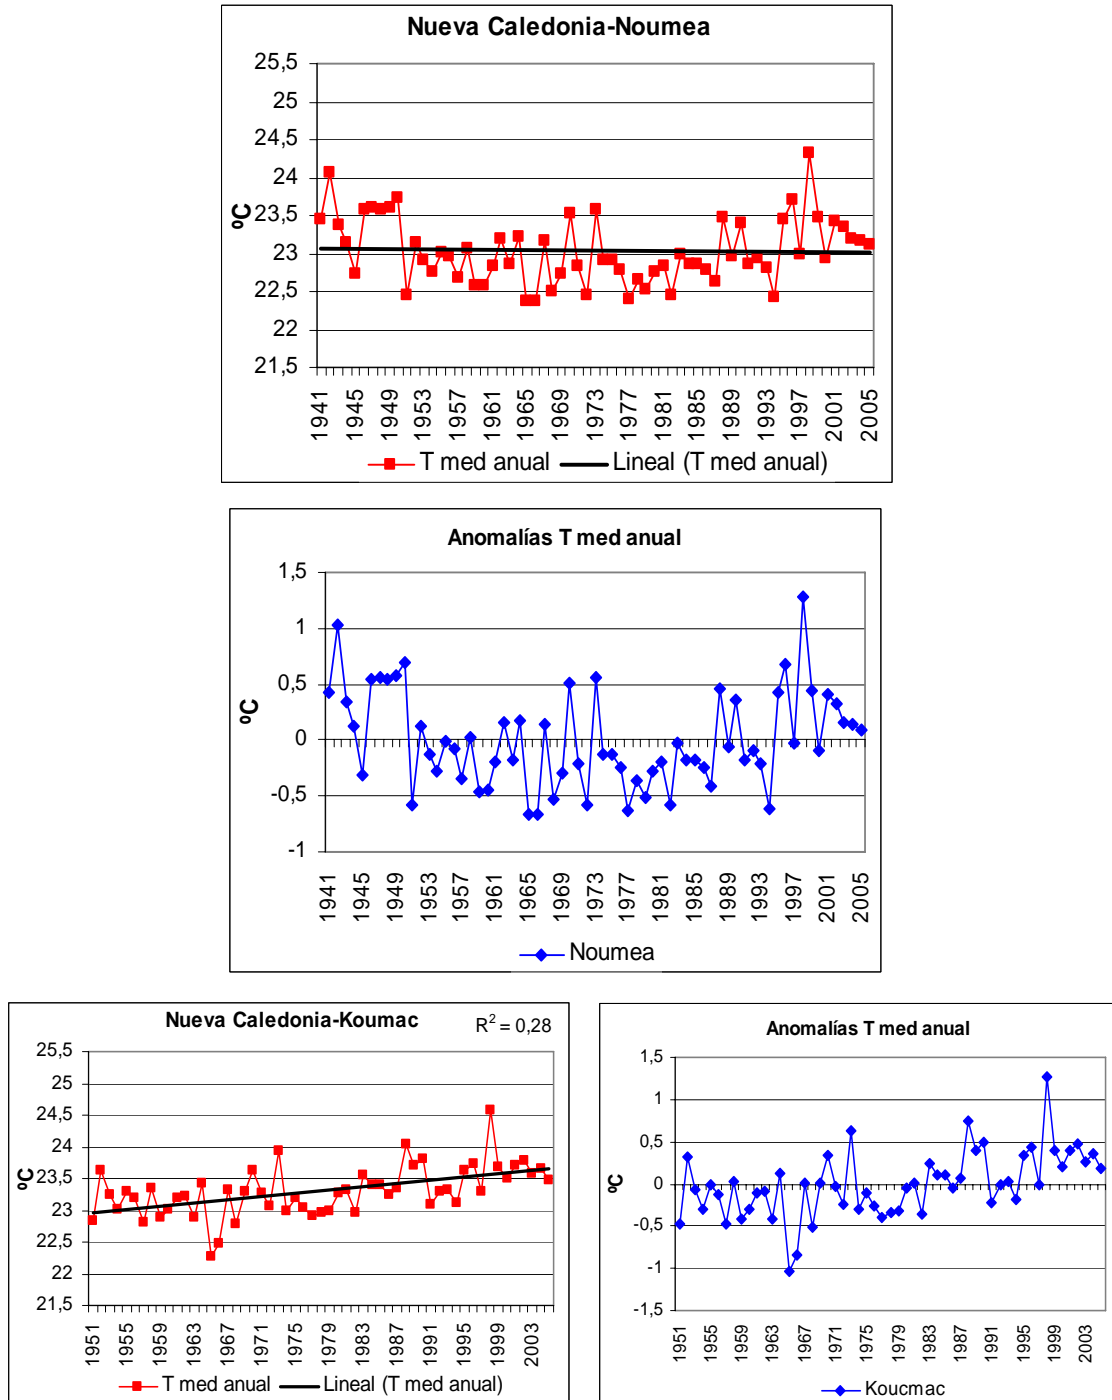 Nueva Caledonia-Noumea
25,5
25
24,5
24
23,5
23
22,5
22
21,5
ºC
1941 1945 1949 1953 1957 1961 1965 1969 1973 1977 1981 1985 1989 1993 1997 2001 2005
T med anual Lineal (T med anual)
Anomalías T med anual
1,5
1
0,5
0
-0,5
-1
ºC
1941 1945 1949 1953 1957 1961 1965 1969 1973 1977 1981 1985 1989 1993 1997 2001 2005
Noumea
Nueva Caledonia-Koumac
R² = 0,28
25,5
25
24,5
24
23,5
23
22,5
22
21,5
ºC
1951 1955 1959 1963 1967 1971 1975 1979 1983 1987 1991 1995 1999 2003
T med anual Lineal (T med anual)
Anomalías T med anual
1,5
1
0,5
0
-0,5
-1
-1,5
ºC
1951 1955 1959 1963 1967 1971 1975 1979 1983 1987 1991 1995 1999 2003
Koucmac